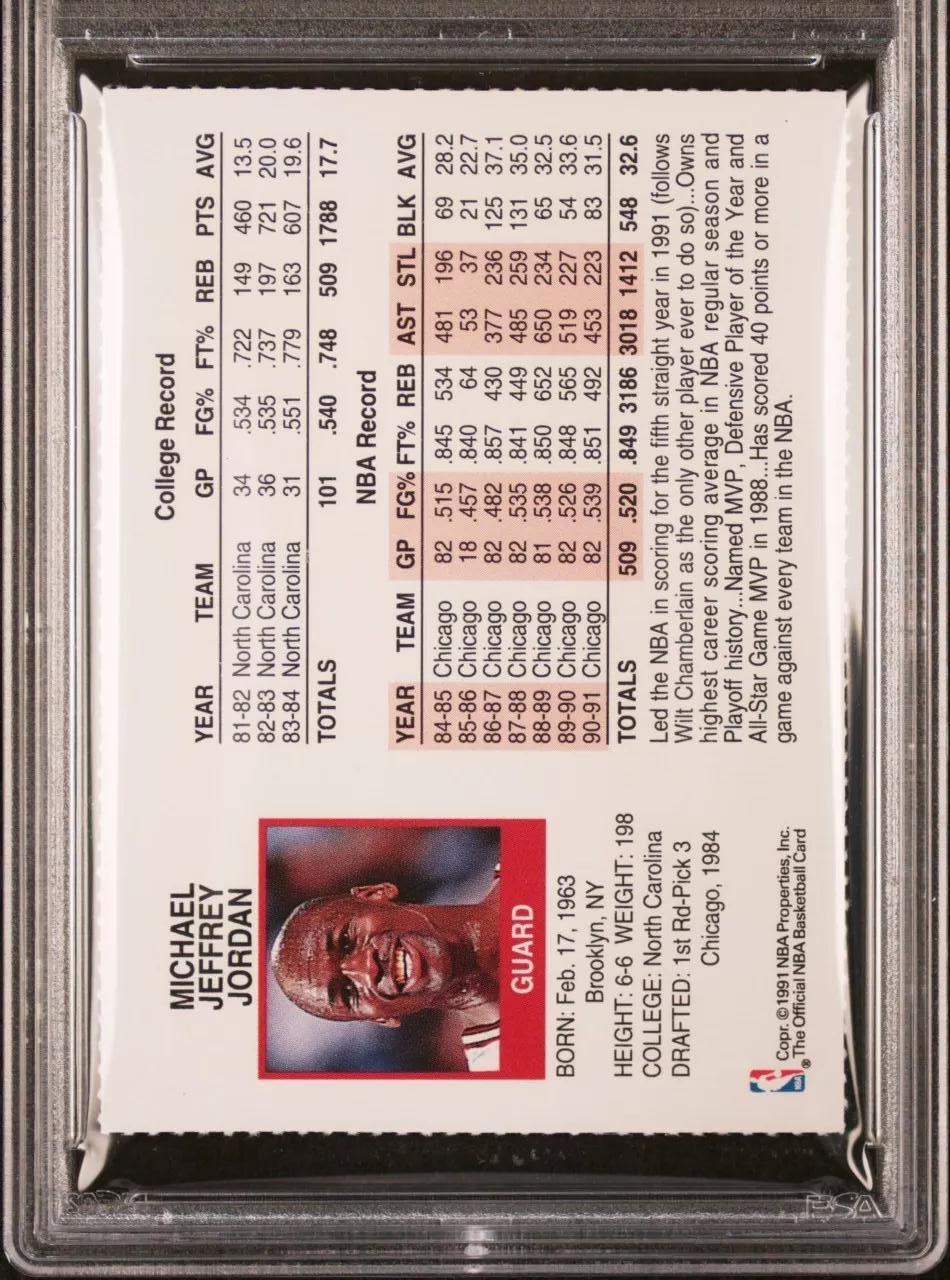 MICHAEL
JEFFREY
JORDAN
GUARD
BORN: Feb. 17, 1963
Brooklyn, NY
HEIGHT: 6-6 WEIGHT: 198
COLLEGE: North Carolina
DRAFTED: 1st Rd-Pick 3
Chicago, 1984
NBA
® Copr. ©1991 NBA Properties, Inc.
The Official NBA Basketball Card
College Record
YEAR TEAM GP FG% FT% REB PTS AVG
81-82 North Carolina 34 .534 .722 149 460 13.5
82-83 North Carolina 36 .535 .737 197 721 20.0
83-84 North Carolina 31 .551 .779 163 607 19.6
TOTALS 101 .540 .748 509 1788 17.7
NBA Record
YEAR TEAM GP FG% FT% REB AST STL BLK AVG
84-85 Chicago 82 .515 .845 534 481 196 69 28.2
85-86 Chicago 18 .457 .840 64 53 37 21 22.7
86-87 Chicago 82 .482 .857 430 377 236 125 37.1
87-88 Chicago 82 .535 .841 449 485 259 131 35.0
88-89 Chicago 81 .538 .850 652 650 234 65 32.5
89-90 Chicago 82 .526 .848 565 519 227 54 33.6
90-91 Chicago 82 .539 .851 492 453 223 83 31.5
TOTALS 509 .520 .849 3186 3018 1412 548 32.6
Led the NBA in scoring for the fifth straight year in 1991 (follows
Wilt Chamberlain as the only other player ever to do so)...Owns
highest career scoring average in NBA regular season and
Playoff history...Named MVP, Defensive Player of the Year and
All-Star Game MVP in 1988...Has scored 40 points or more in a
game against every team in the NBA.